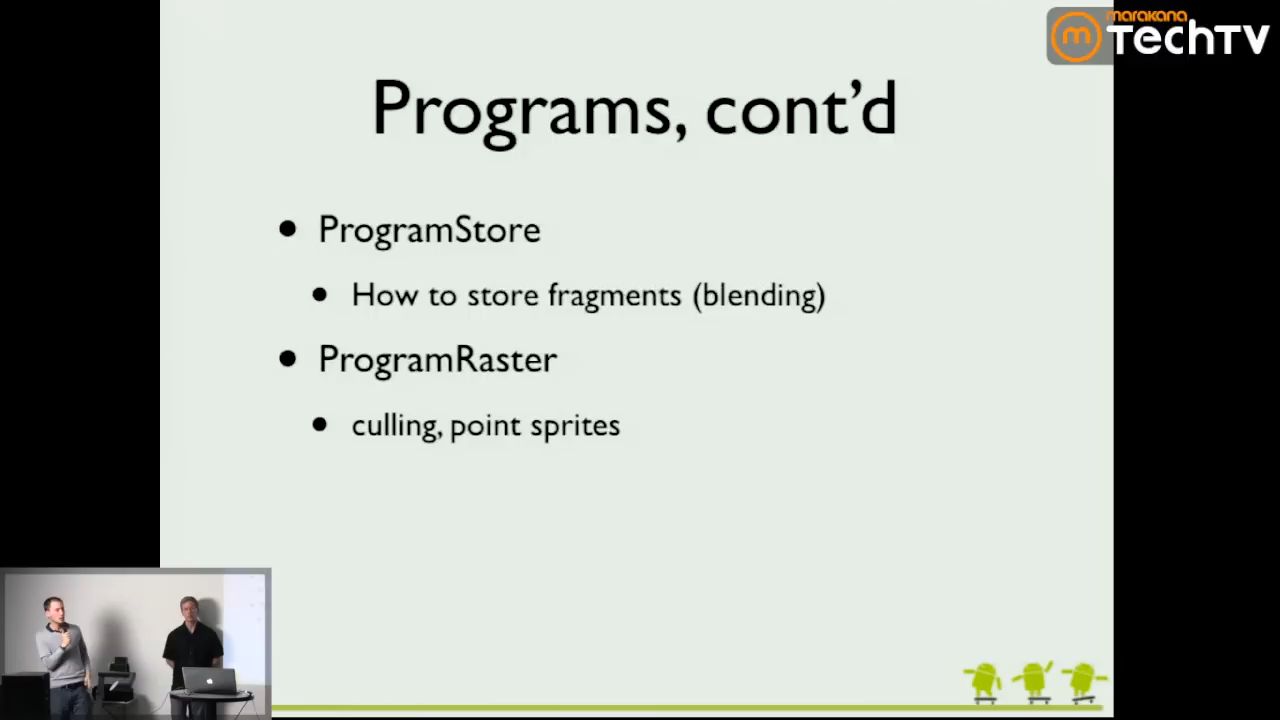 marakana
TechTV
Programs, cont’d
• ProgramStore
• How to store fragments (blending)
• ProgramRaster
• culling, point sprites